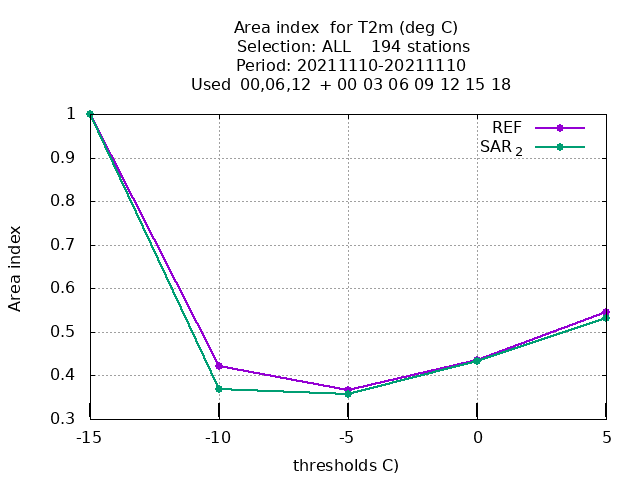 Area index  for T2m (deg C)
Selection: ALL    194 stations
Period: 20211110-20211110
Used  00,06,12  + 00 03 06 09 12 15 18
REF
SAR 2
1
0.9
0.8
0.7
0.6
0.5
0.4
0.3
Area index
-15 -10 -5 0 5
thresholds C)